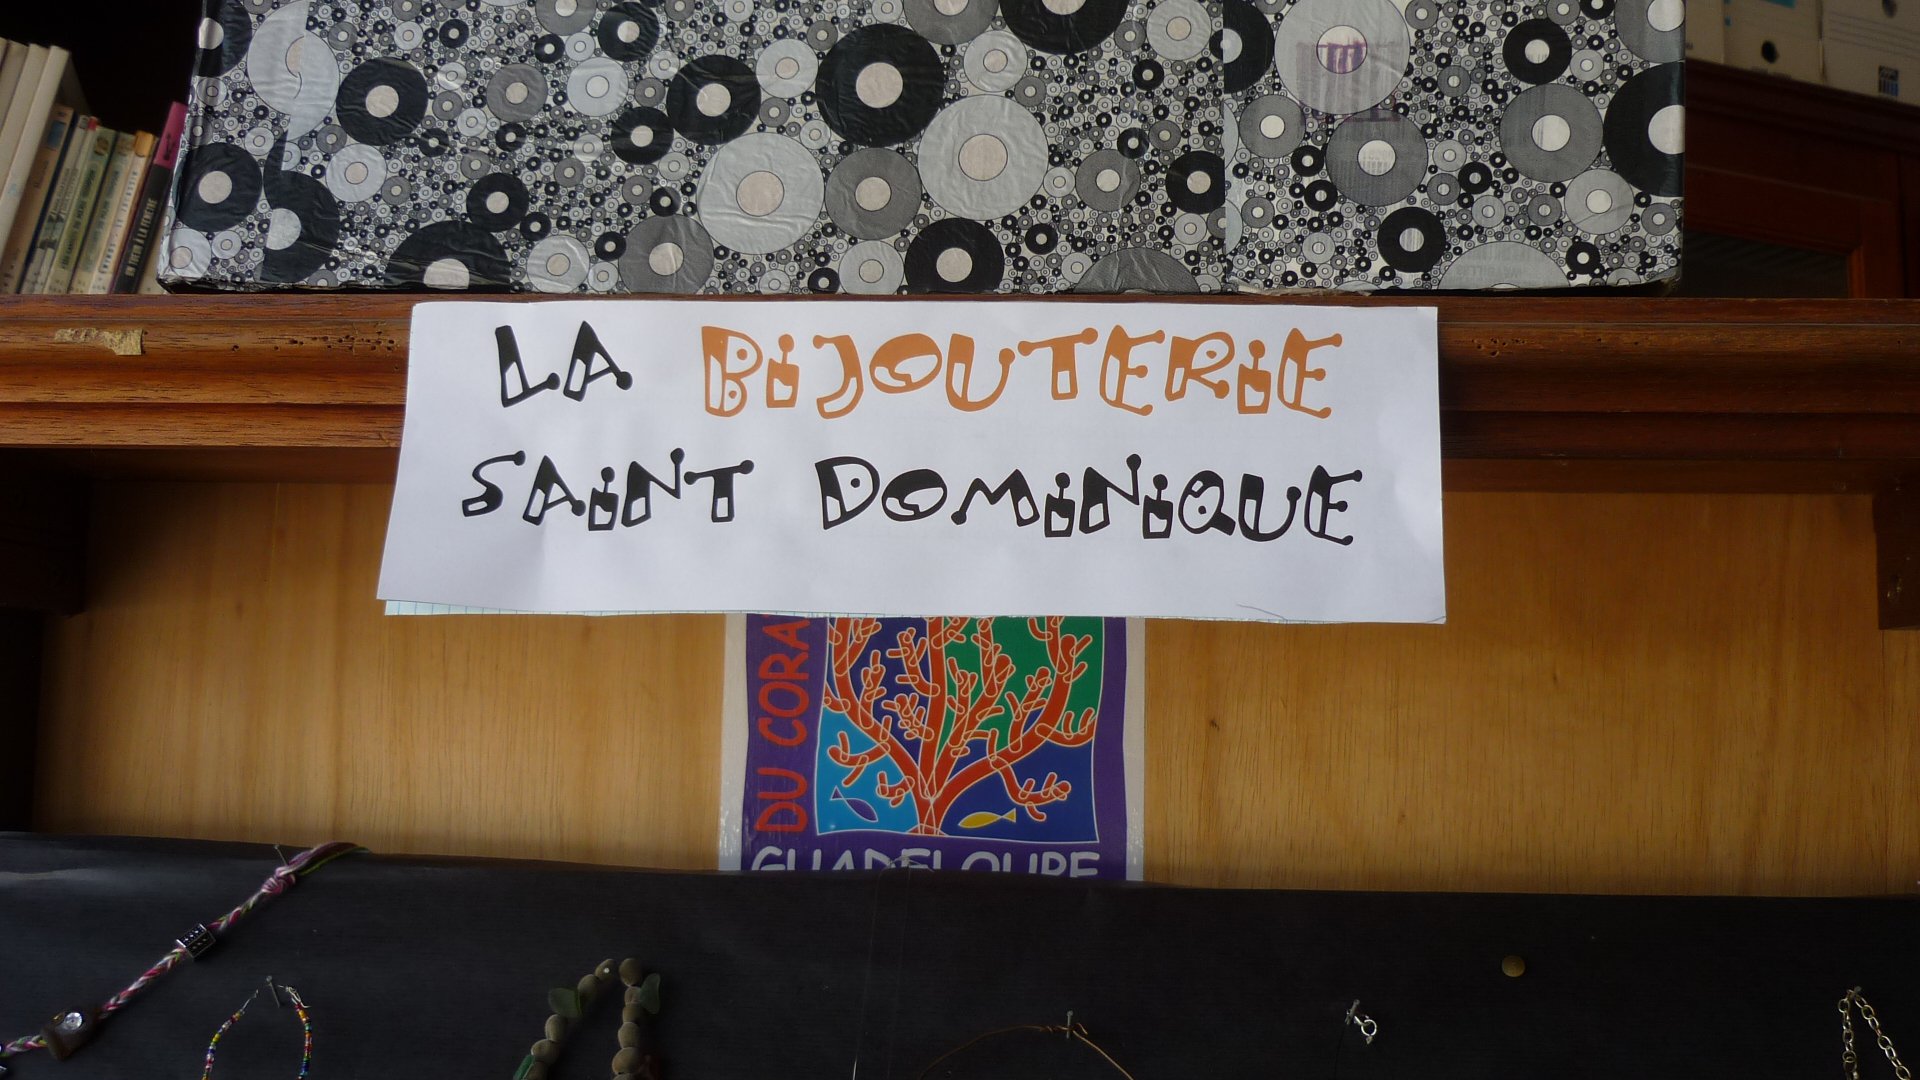 LA BIJOUTERIE
SAINT DOMINIQUE
DU CORA
GUADELOUPE